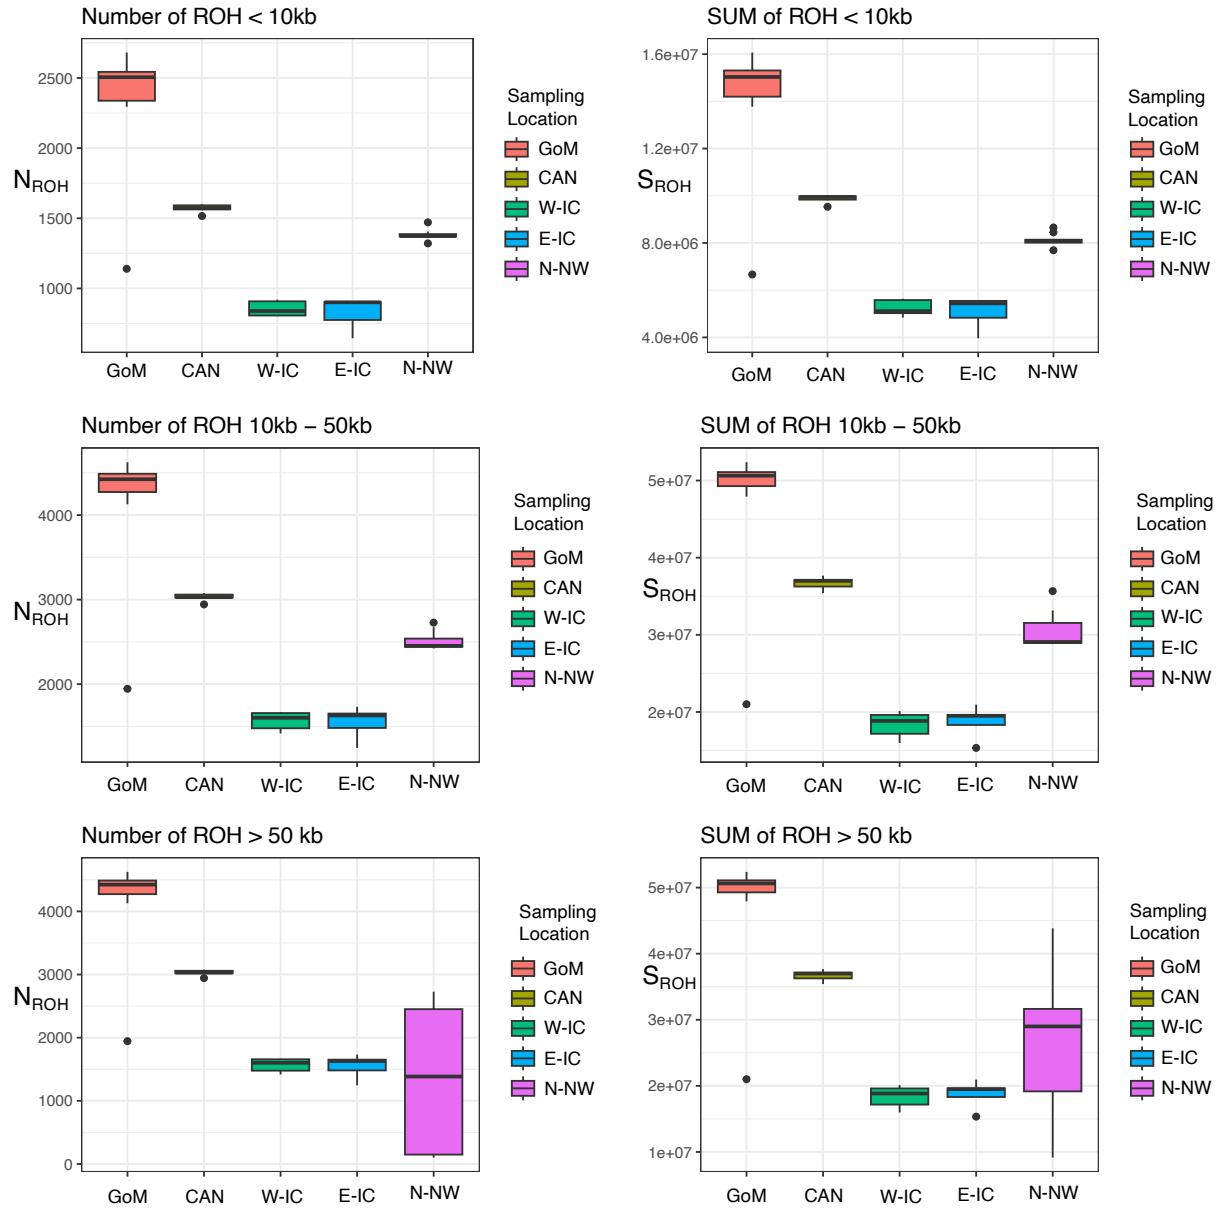 Number of ROH < 10kb
2500
2000
1500
1000
NROH
GoM
CAN
W-IC
E-IC
N-NW
Sampling
Location
GoM
CAN
W-IC
E-IC
N-NW
SUM of ROH < 10kb
1.6e+07
1.2e+07
8.0e+06
4.0e+06
SROH
GoM
CAN
W-IC
E-IC
N-NW
Sampling
Location
GoM
CAN
W-IC
E-IC
N-NW
Number of ROH 10kb – 50kb
4000
3000
2000
NROH
GoM
CAN
W-IC
E-IC
N-NW
Sampling
Location
GoM
CAN
W-IC
E-IC
N-NW
SUM of ROH 10kb – 50kb
5e+07
4e+07
3e+07
2e+07
SROH
GoM
CAN
W-IC
E-IC
N-NW
Sampling
Location
GoM
CAN
W-IC
E-IC
N-NW
Number of ROH > 50 kb
4000
3000
2000
1000
0
NROH
GoM
CAN
W-IC
E-IC
N-NW
Sampling
Location
GoM
CAN
W-IC
E-IC
N-NW
SUM of ROH > 50 kb
5e+07
4e+07
3e+07
2e+07
1e+07
SROH
GoM
CAN
W-IC
E-IC
N-NW
Sampling
Location
GoM
CAN
W-IC
E-IC
N-NW